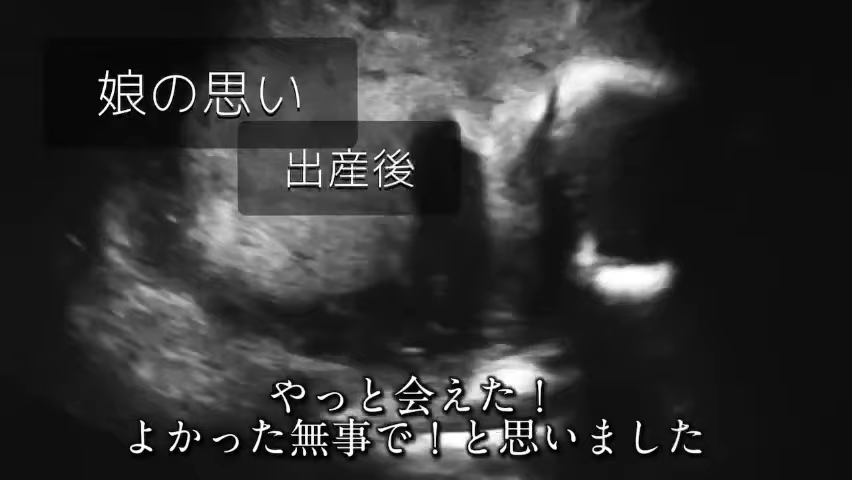 娘の思い
出産後
やっと会えた！
よかった無事で！と思いました